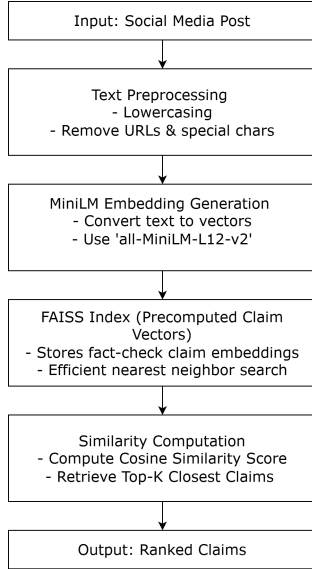 Input: Social Media Post
Text Preprocessing
- Lowercasing
- Remove URLs & special chars
MiniLM Embedding Generation
- Convert text to vectors
- Use 'all-MiniLM-L12-v2'
FAISS Index (Precomputed Claim
Vectors)
- Stores fact-check claim embeddings
- Efficient nearest neighbor search
Similarity Computation
- Compute Cosine Similarity Score
- Retrieve Top-K Closest Claims
Output: Ranked Claims